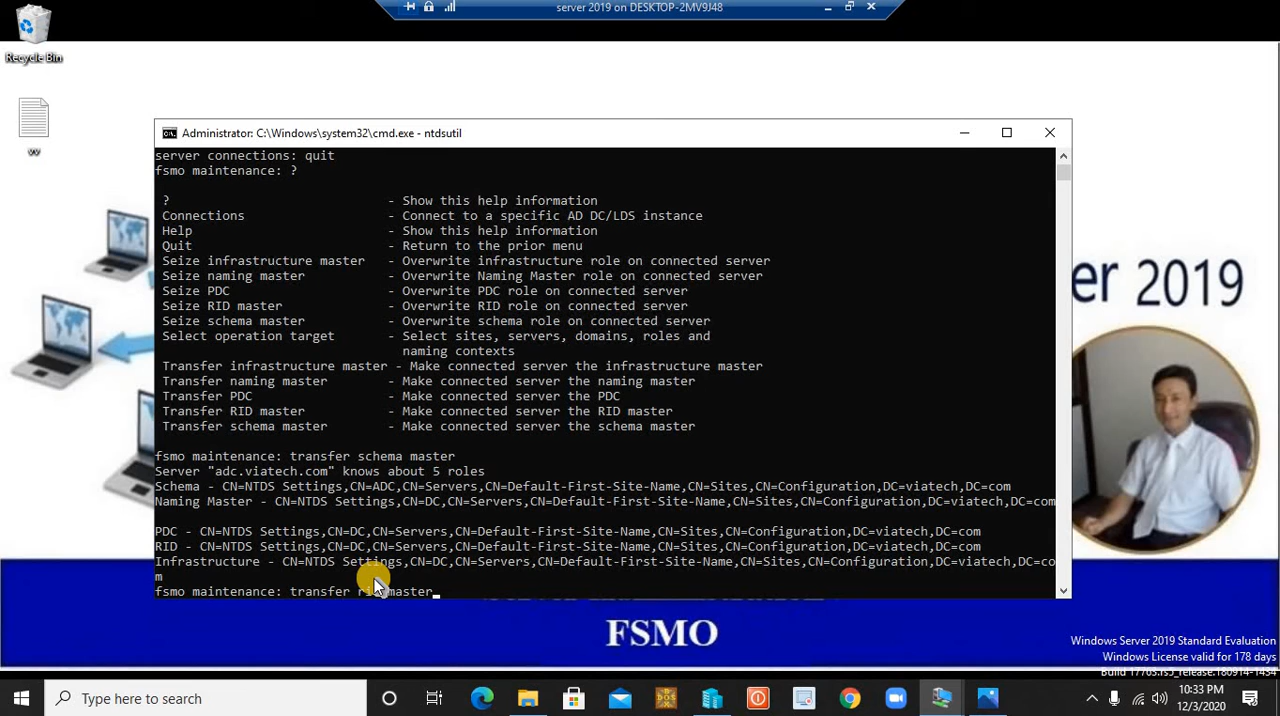 server 2019 on DESKTOP-2MV9J48
Recycle Bin
vv
Administrator: C:\Windows\system32\cmd.exe - ntdsutil
server connections: quit
fsmo maintenance: ?
? - Show this help information
Connections - Connect to a specific AD DC/LDS instance
Help - Show this help information
Quit - Return to the prior menu
Seize infrastructure master - Overwrite infrastructure role on connected server
Seize naming master - Overwrite Naming Master role on connected server
Seize PDC - Overwrite PDC role on connected server
Seize RID master - Overwrite RID role on connected server
Seize schema master - Overwrite schema role on connected server
Select operation target - Select sites, servers, domains, roles and
naming contexts
Transfer infrastructure master - Make connected server the infrastructure master
Transfer naming master - Make connected server the naming master
Transfer PDC - Make connected server the PDC
Transfer RID master - Make connected server the RID master
Transfer schema master - Make connected server the schema master
fsmo maintenance: transfer schema master
Server "adc.viatech.com" knows about 5 roles
Schema - CN=NTDS Settings,CN=ADC,CN=Servers,CN=Default-First-Site-Name,CN=Sites,CN=Configuration,DC=viatech,DC=com
Naming Master - CN=NTDS Settings,CN=DC,CN=Servers,CN=Default-First-Site-Name,CN=Sites,CN=Configuration,DC=viatech,DC=com
PDC - CN=NTDS Settings,CN=DC,CN=Servers,CN=Default-First-Site-Name,CN=Sites,CN=Configuration,DC=viatech,DC=com
RID - CN=NTDS Settings,CN=DC,CN=Servers,CN=Default-First-Site-Name,CN=Sites,CN=Configuration,DC=viatech,DC=com
Infrastructure - CN=NTDS Settings,CN=DC,CN=Servers,CN=Default-First-Site-Name,CN=Sites,CN=Configuration,DC=viatech,DC=co
m
fsmo maintenance: transfer rid master
er 2019
FSMO
Windows Server 2019 Standard Evaluation
Windows License valid for 178 days
Build 17763.rs5_release.180914-1434
Type here to search
10:33 PM
12/3/2020